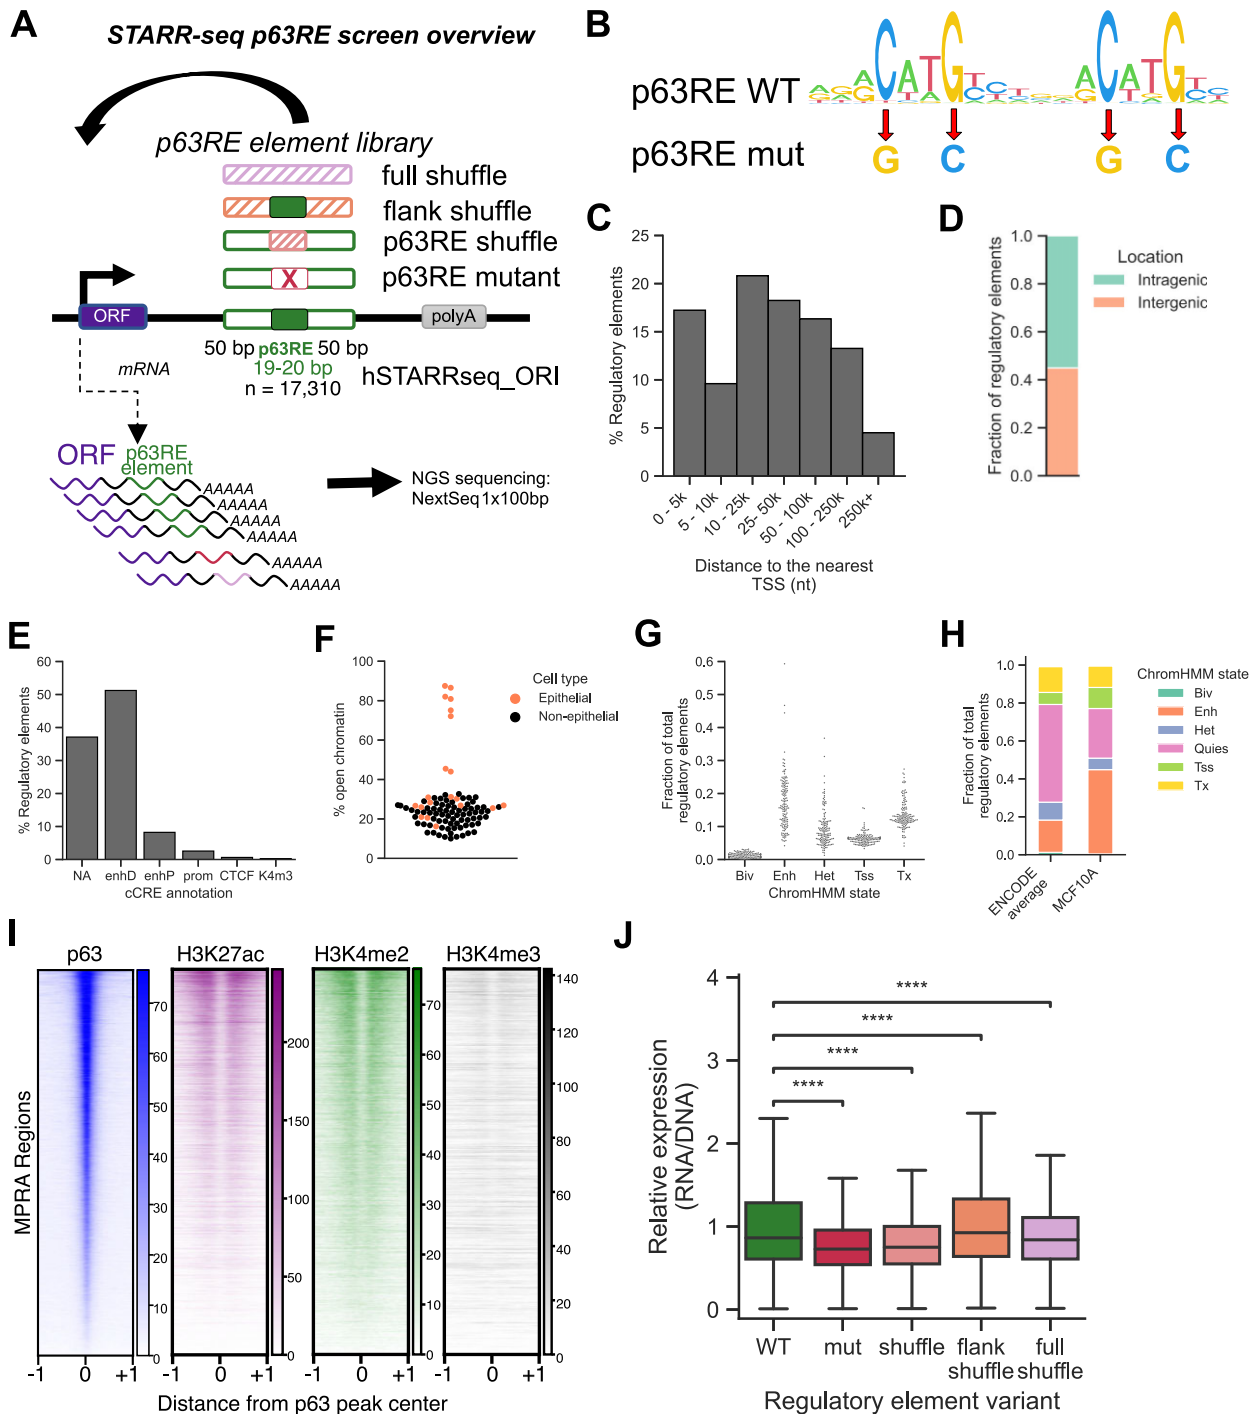 A
STARR-seq p63RE screen overview
p63RE element library
full shuffle
flank shuffle
p63RE shuffle
p63RE mutant
X
ORF
polyA
50 bp p63RE 50 bp
19-20 bp
n = 17,310
hSTARRseq_ORI
mRNA
ORF p63RE
element
AAAAA
AAAAA
AAAAA
AAAAA
AAAAA
AAAAA
NGS sequencing:
NextSeq1x100bp
B
p63RE WT
A C A T G T C C T A C A T G T C
p63RE mut
G C G C
C
% Regulatory elements
25
20
15
10
5
0
0 - 5k
5 - 10k
10 - 25k
25- 50k
50 - 100k
100 - 250k
250k+
Distance to the nearest
TSS (nt)
D
Fraction of regulatory elements
1.0
0.8
0.6
0.4
0.2
0.0
Location
Intragenic
Intergenic
E
% Regulatory elements
60
50
40
30
20
10
0
NA enhD enhP prom CTCF K4m3
cCRE annotation
F
% open chromatin
100
80
60
40
20
0
Cell type
Epithelial
Non-epithelial
G
Fraction of total
regulatory elements
0.6
0.5
0.4
0.3
0.2
0.1
0.0
Biv Enh Het Tss Tx
ChromHMM state
H
Fraction of total
regulatory elements
1.0
0.8
0.6
0.4
0.2
0.0
ENCODE
average
MCF10A
ChromHMM state
Biv
Enh
Het
Quies
Tss
Tx
I
MPRA Regions
p63
70
60
50
40
30
20
10
0
H3K27ac
200
150
100
50
0
H3K4me2
70
60
50
40
30
20
10
0
H3K4me3
140
120
100
80
60
40
20
0
-1 0 +1
-1 0 +1
-1 0 +1
-1 0 +1
Distance from p63 peak center
J
Relative expression
(RNA/DNA)
4
3
2
1
0
****
****
****
****
WT mut shuffle flank
shuffle
full
shuffle
Regulatory element variant